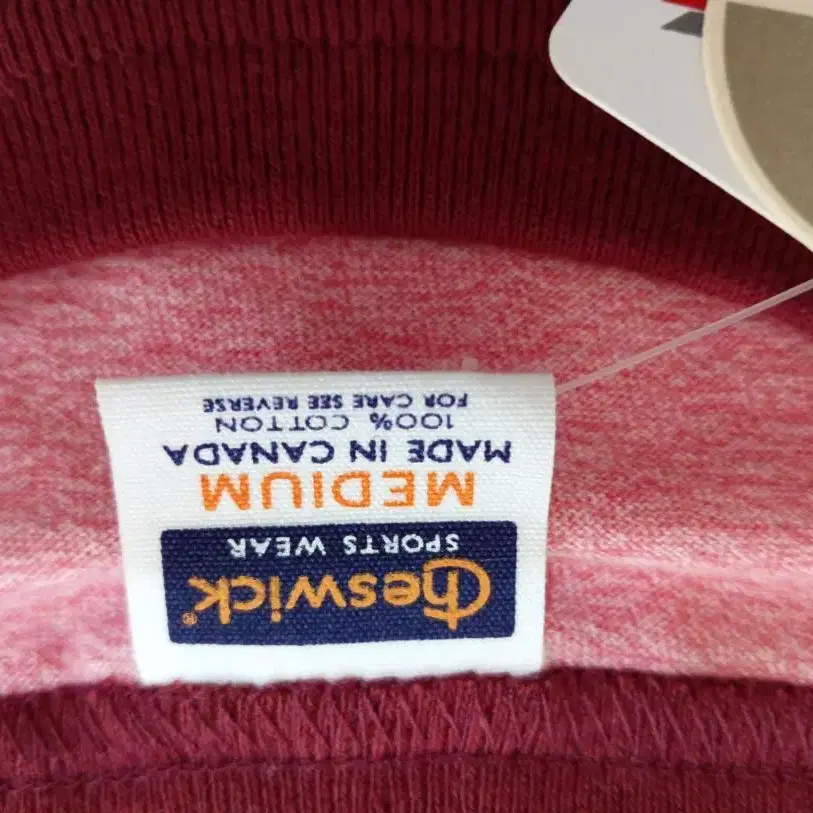 Cheswick®
SPORTS WEAR
MEDIUM
MADE IN CANADA
100% COTTON
FOR CARE SEE REVERSE